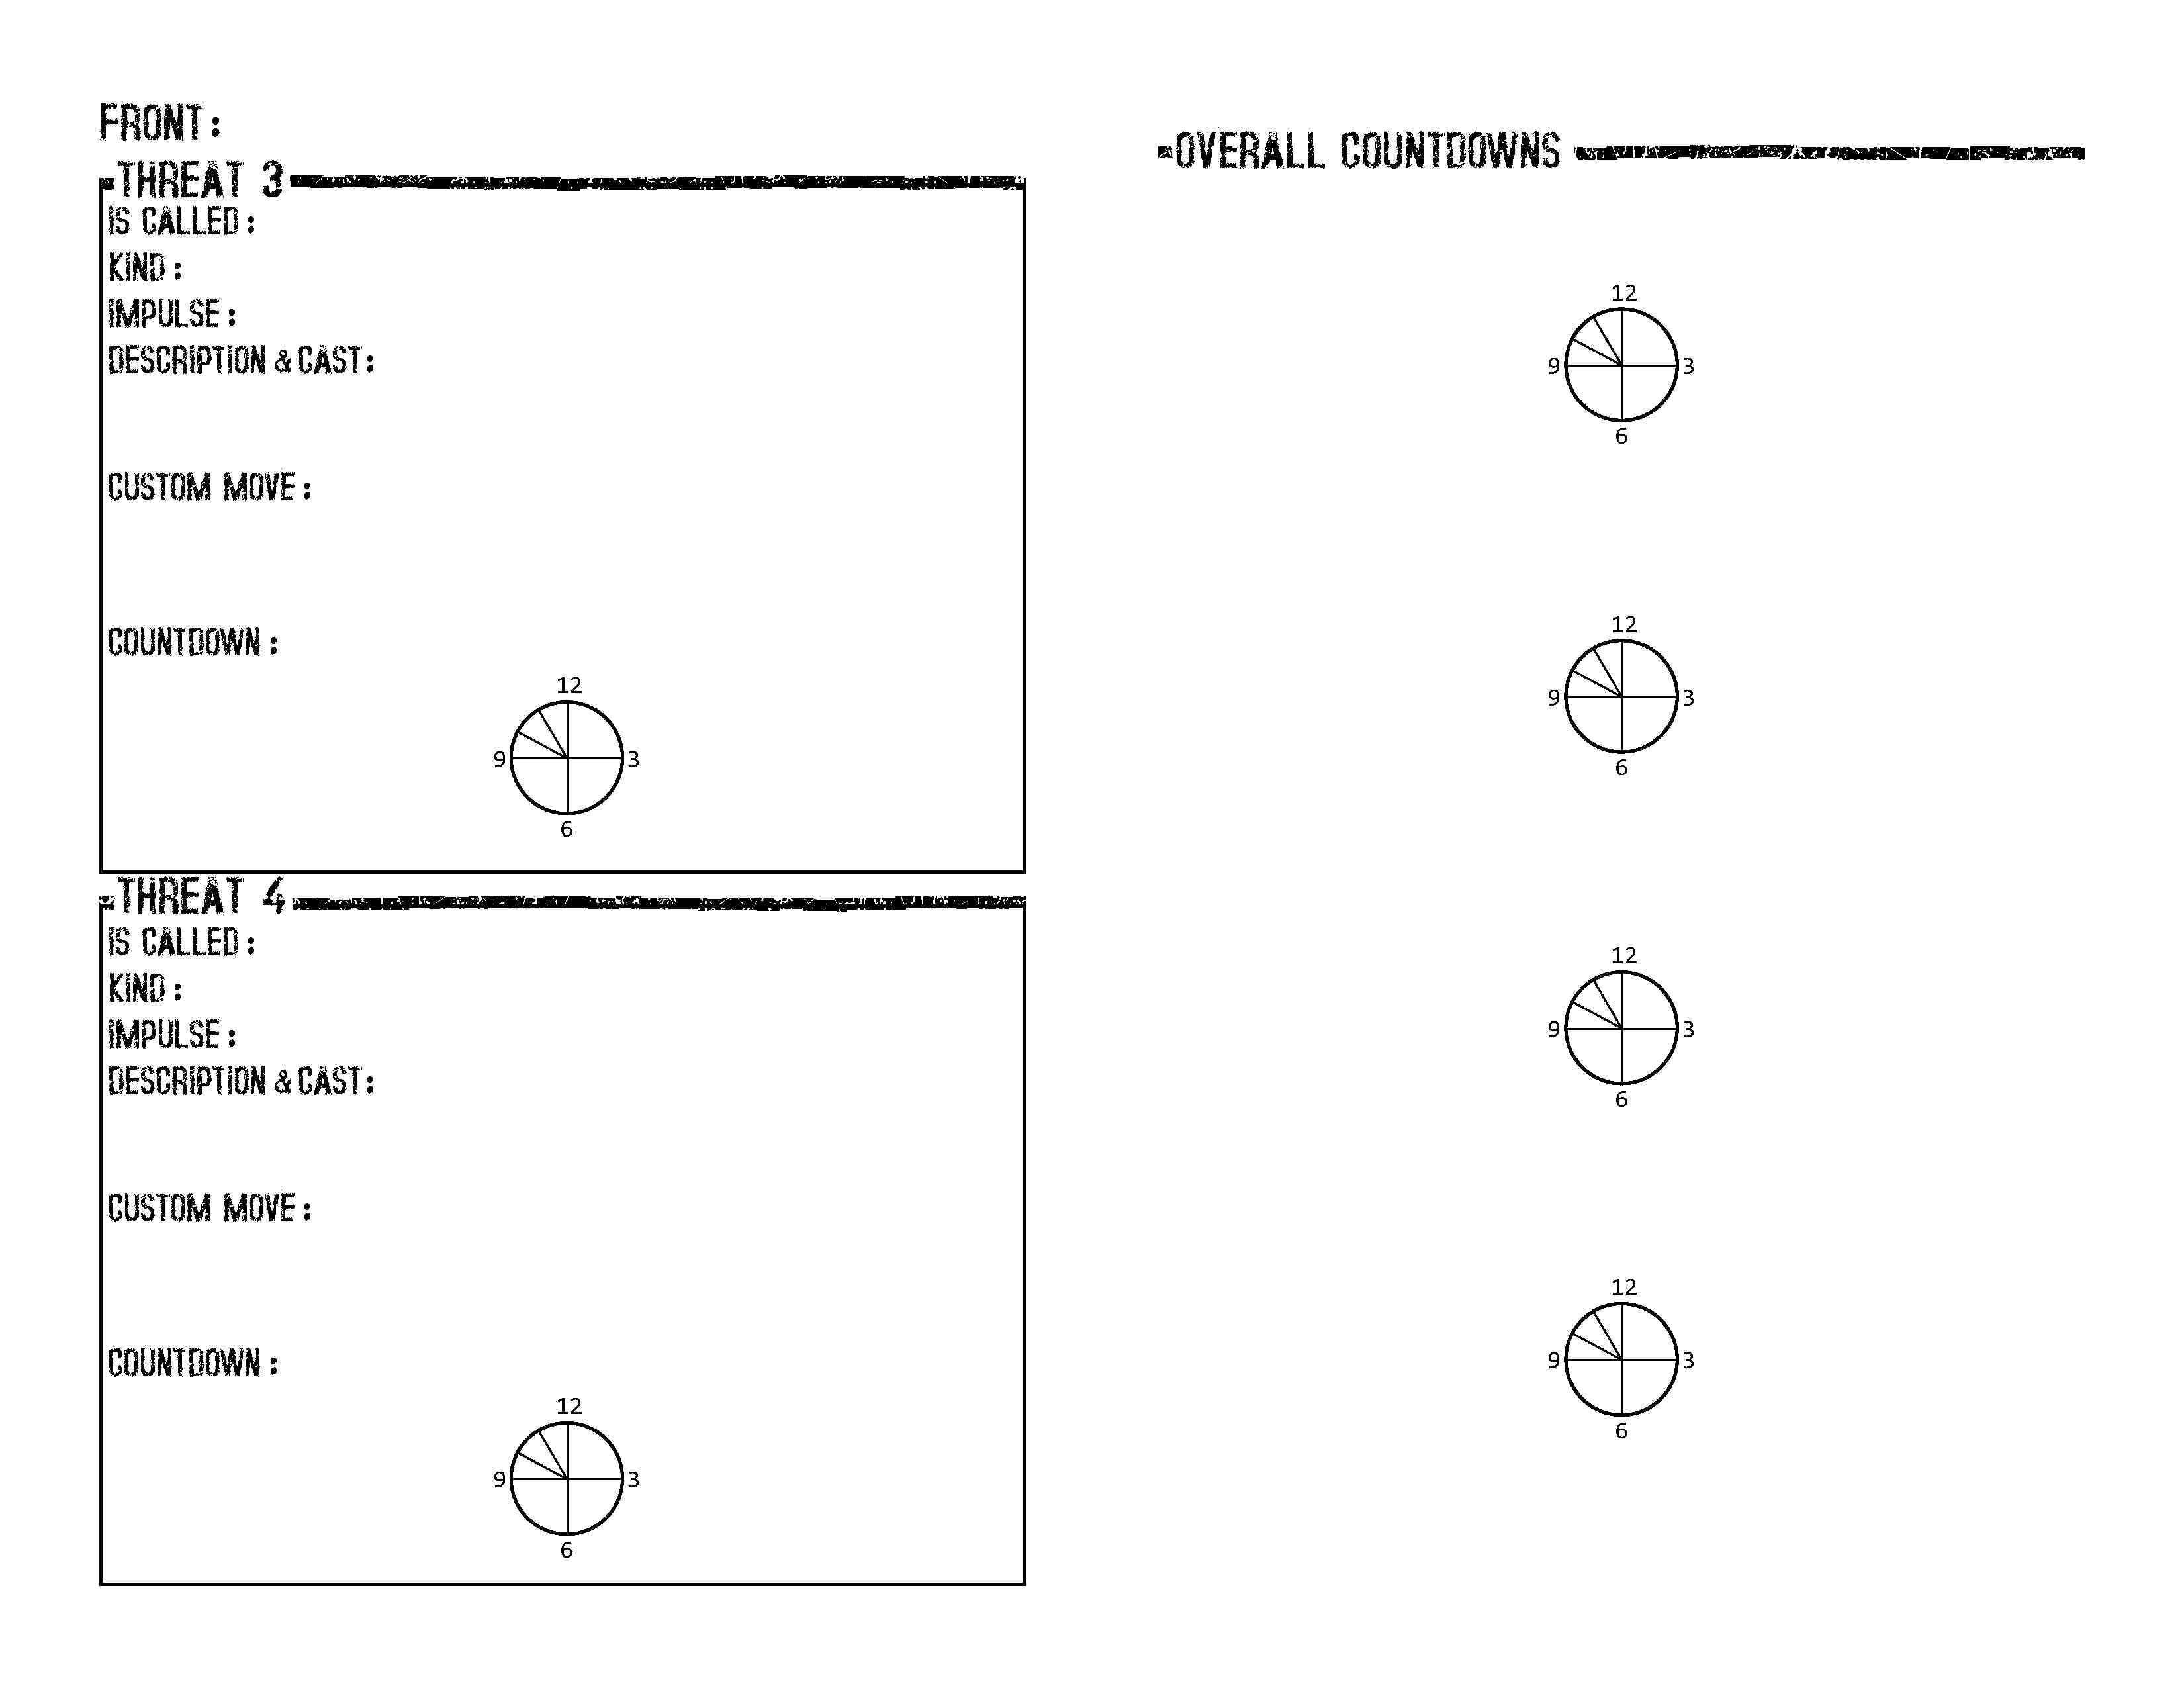 FRONT:
THREAT 3
IS CALLED:
KIND:
IMPULSE:
DESCRIPTION & CAST:
CUSTOM MOVE:
COUNTDOWN:
12
9 3
6
THREAT 4
IS CALLED:
KIND:
IMPULSE:
DESCRIPTION & CAST:
CUSTOM MOVE:
COUNTDOWN:
12
9 3
6
OVERALL COUNTDOWNS
12
9 3
6
12
9 3
6
12
9 3
6
12
9 3
6